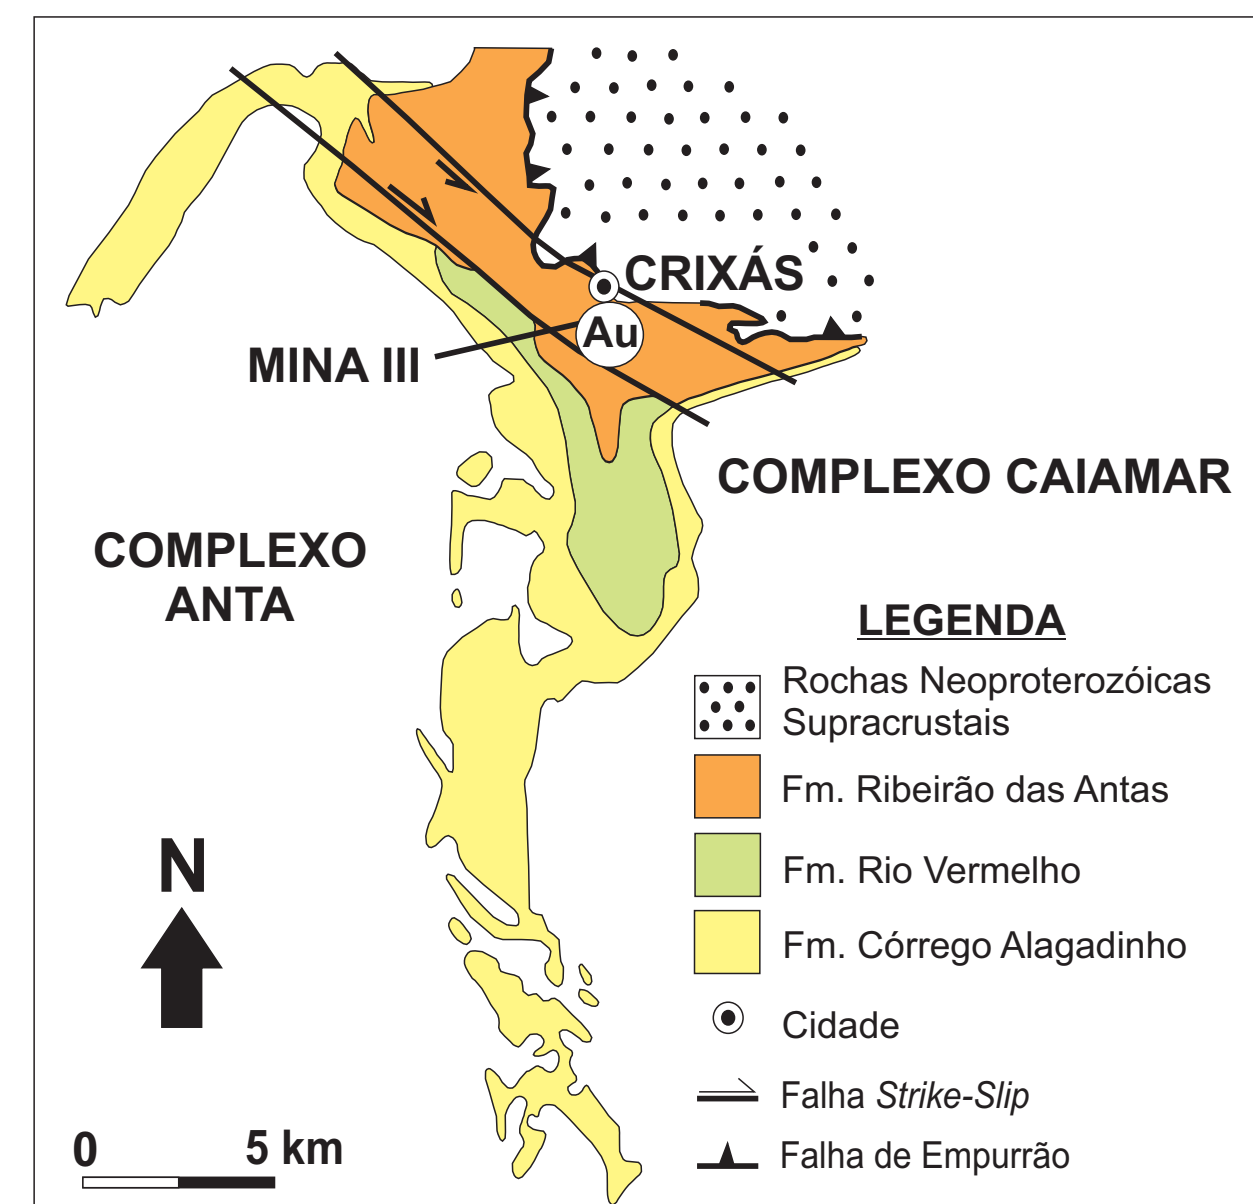 CRIXÁS
Au
MINA III
COMPLEXO CAIAMAR
COMPLEXO
ANTA
LEGENDA
Rochas Neoproterozóicas
Supracrustais
Fm. Ribeirão das Antas
Fm. Rio Vermelho
Fm. Córrego Alagadinho
Cidade
Falha Strike-Slip
Falha de Empurrão
N
0 5 km